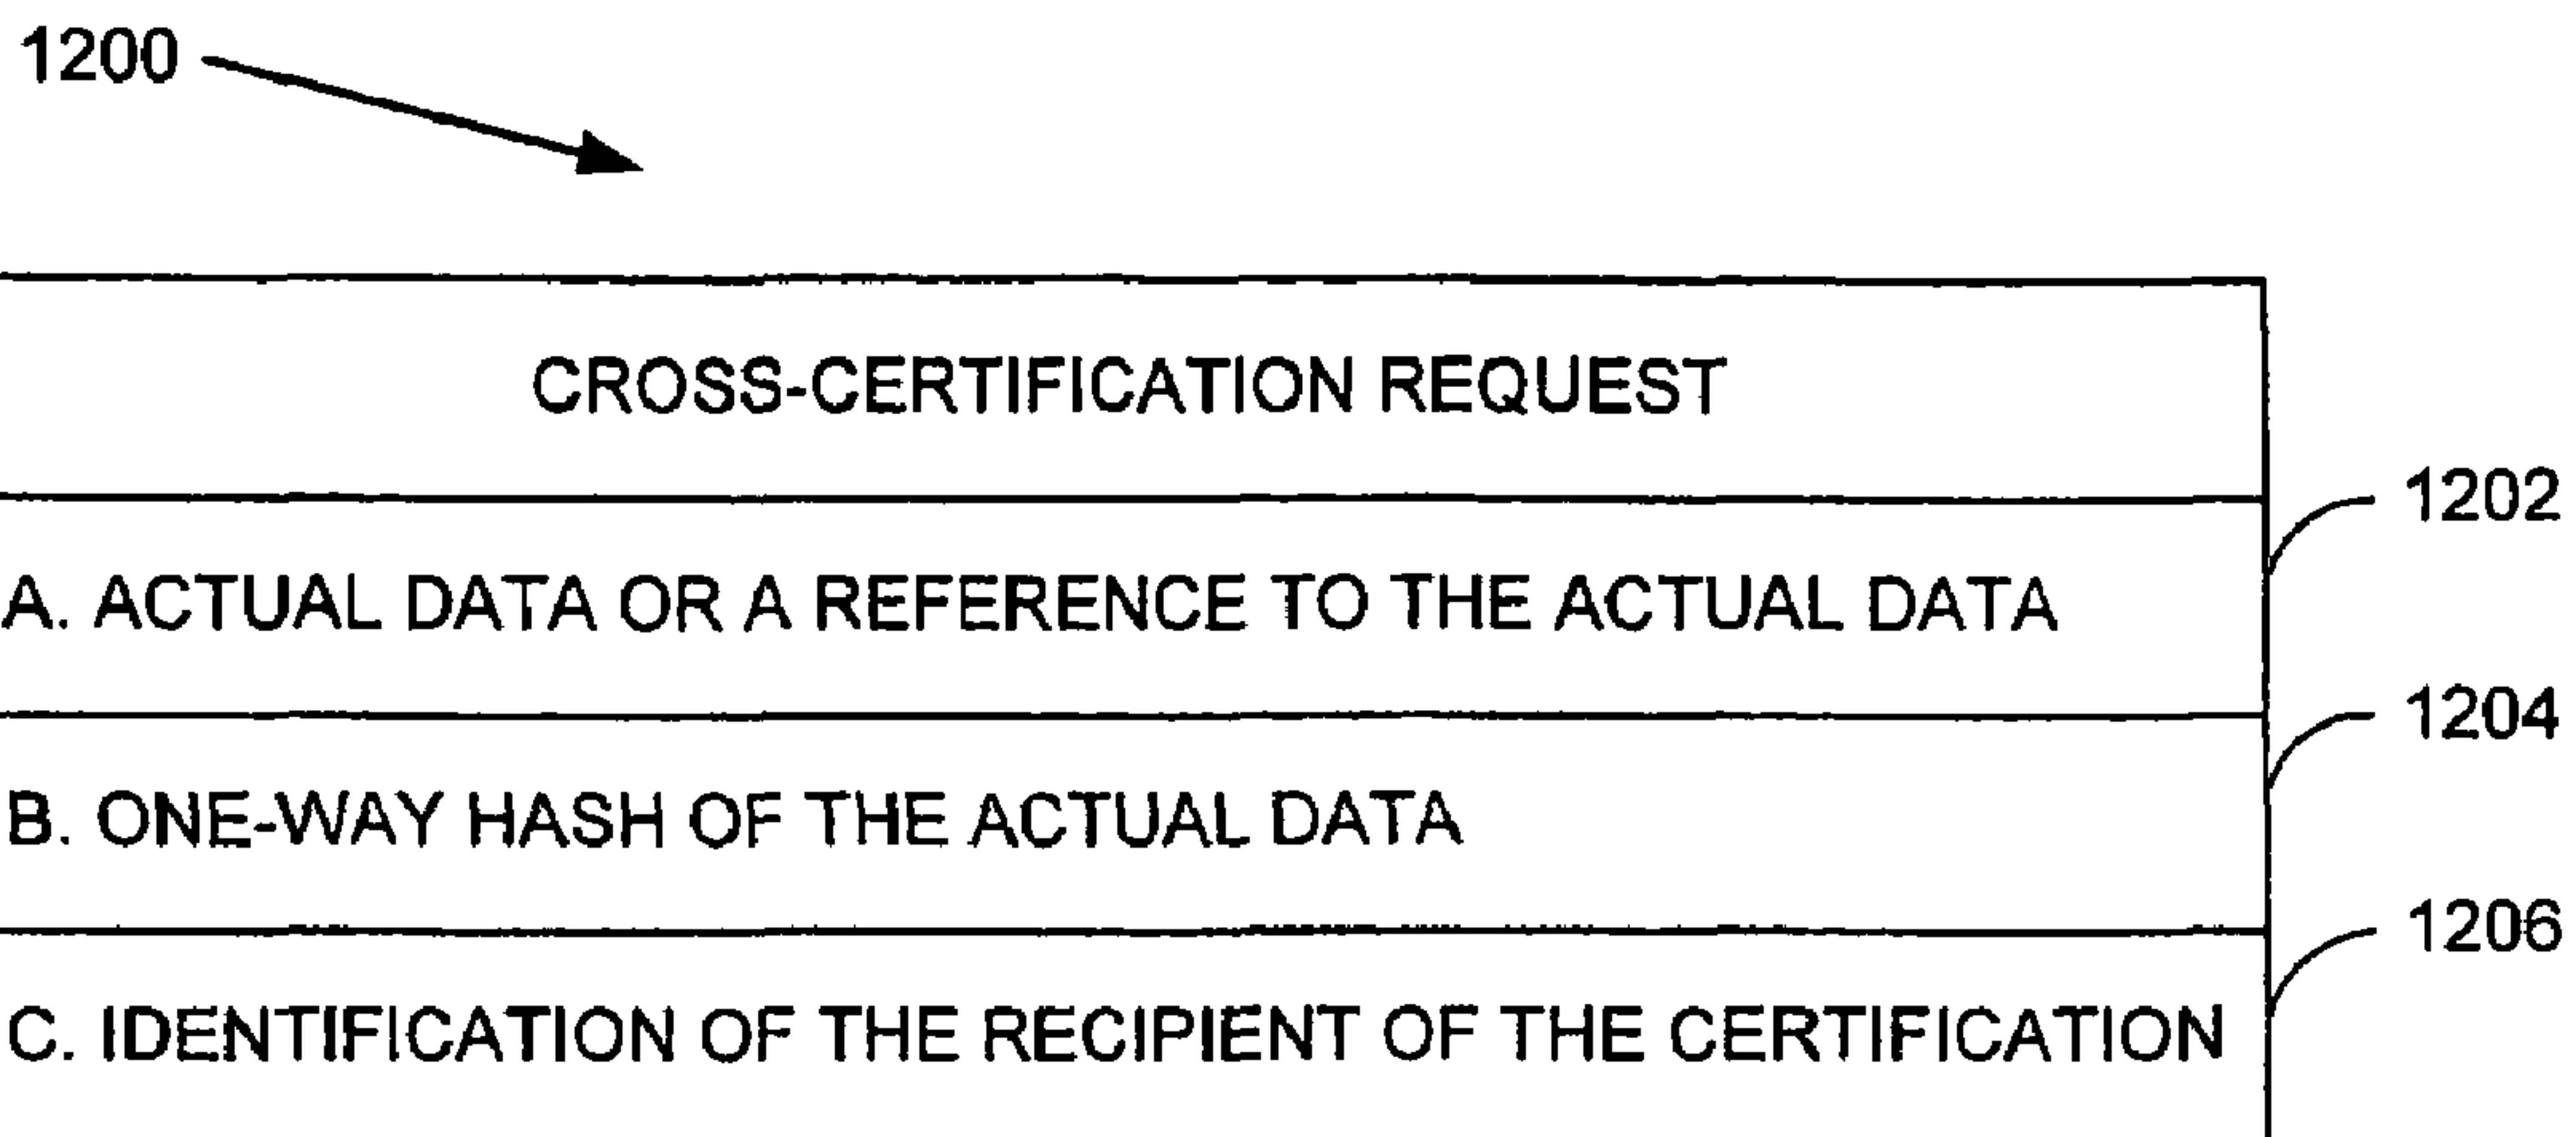 1200
CROSS-CERTIFICATION REQUEST
1202
A. ACTUAL DATA OR A REFERENCE TO THE ACTUAL DATA
1204
B. ONE-WAY HASH OF THE ACTUAL DATA
1206
C. IDENTIFICATION OF THE RECIPIENT OF THE CERTIFICATION